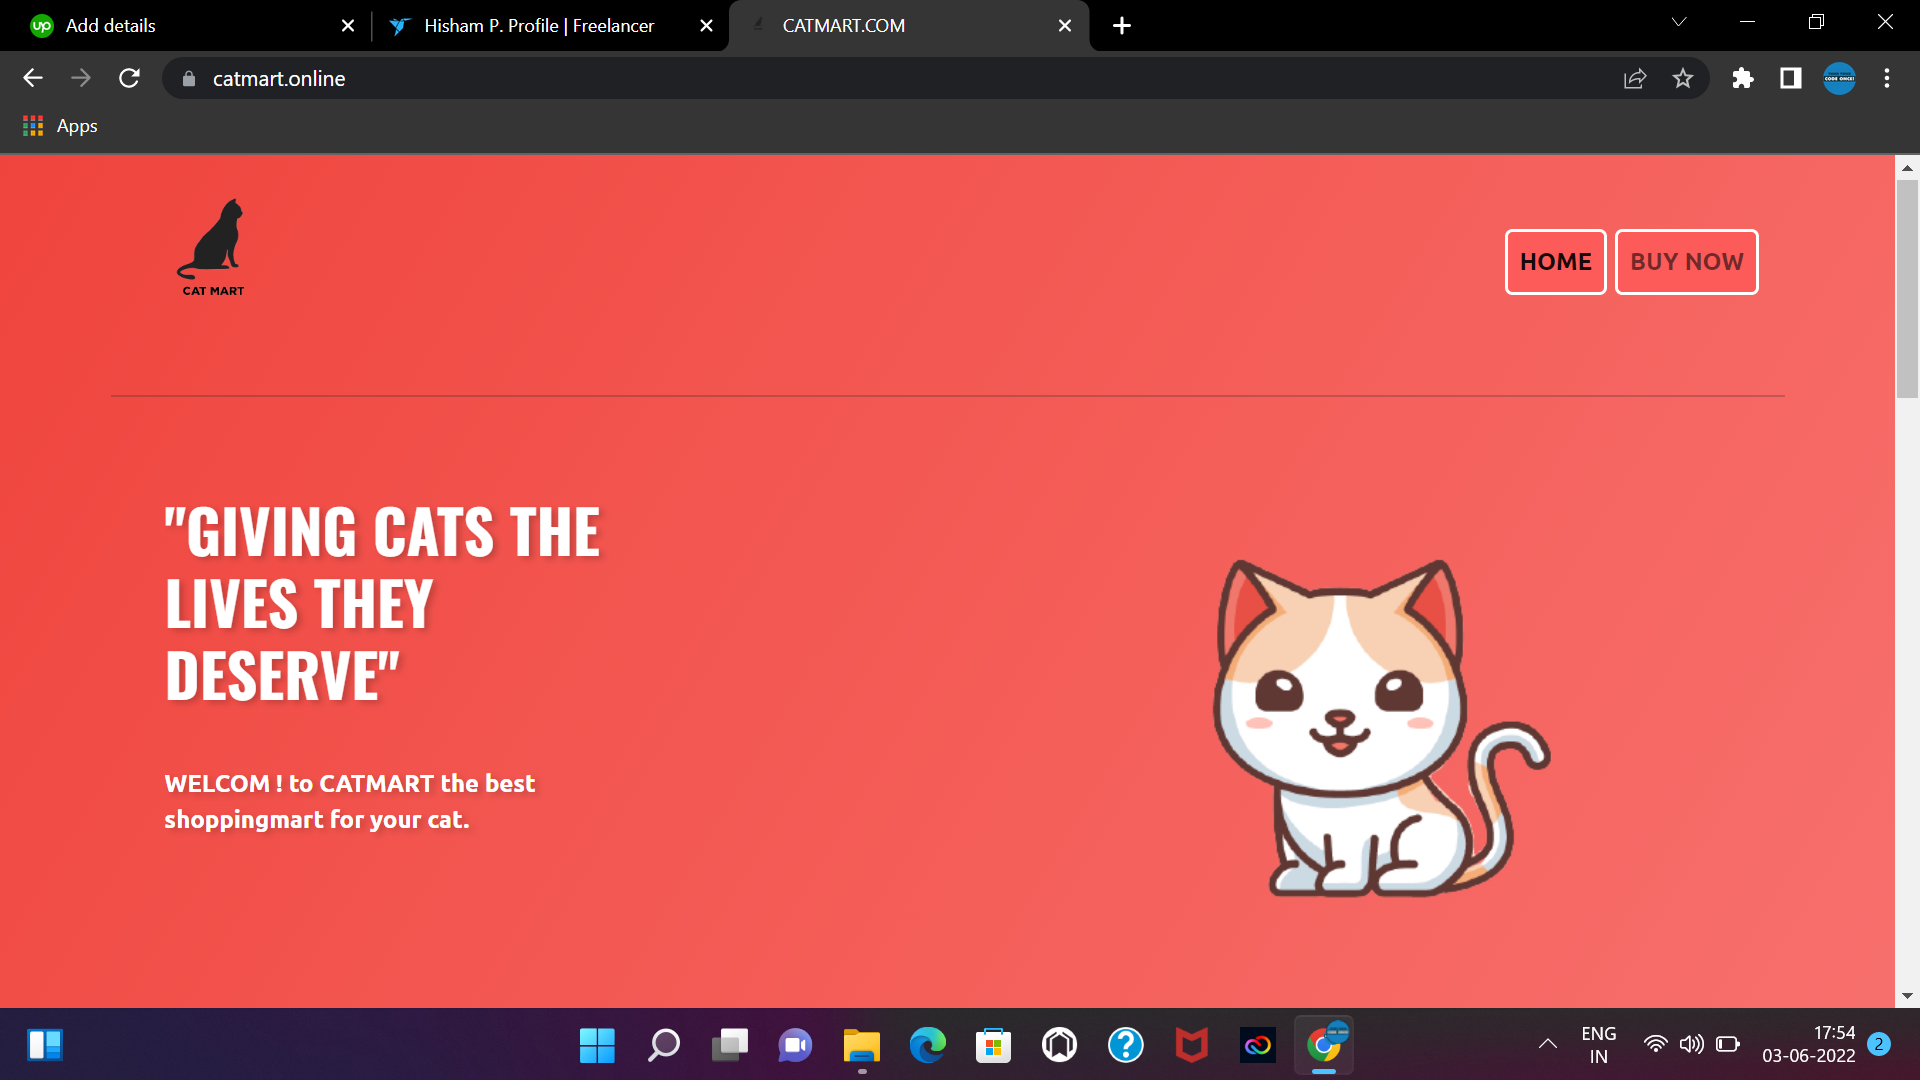 Add details
Hisham P. Profile | Freelancer
CATMART.COM
catmart.online
Apps
CAT MART
HOME
BUY NOW
"GIVING CATS THE
LIVES THEY
DESERVE"
WELCOM ! to CATMART the best
shoppingmart for your cat.
ENG
IN
17:54
03-06-2022
2